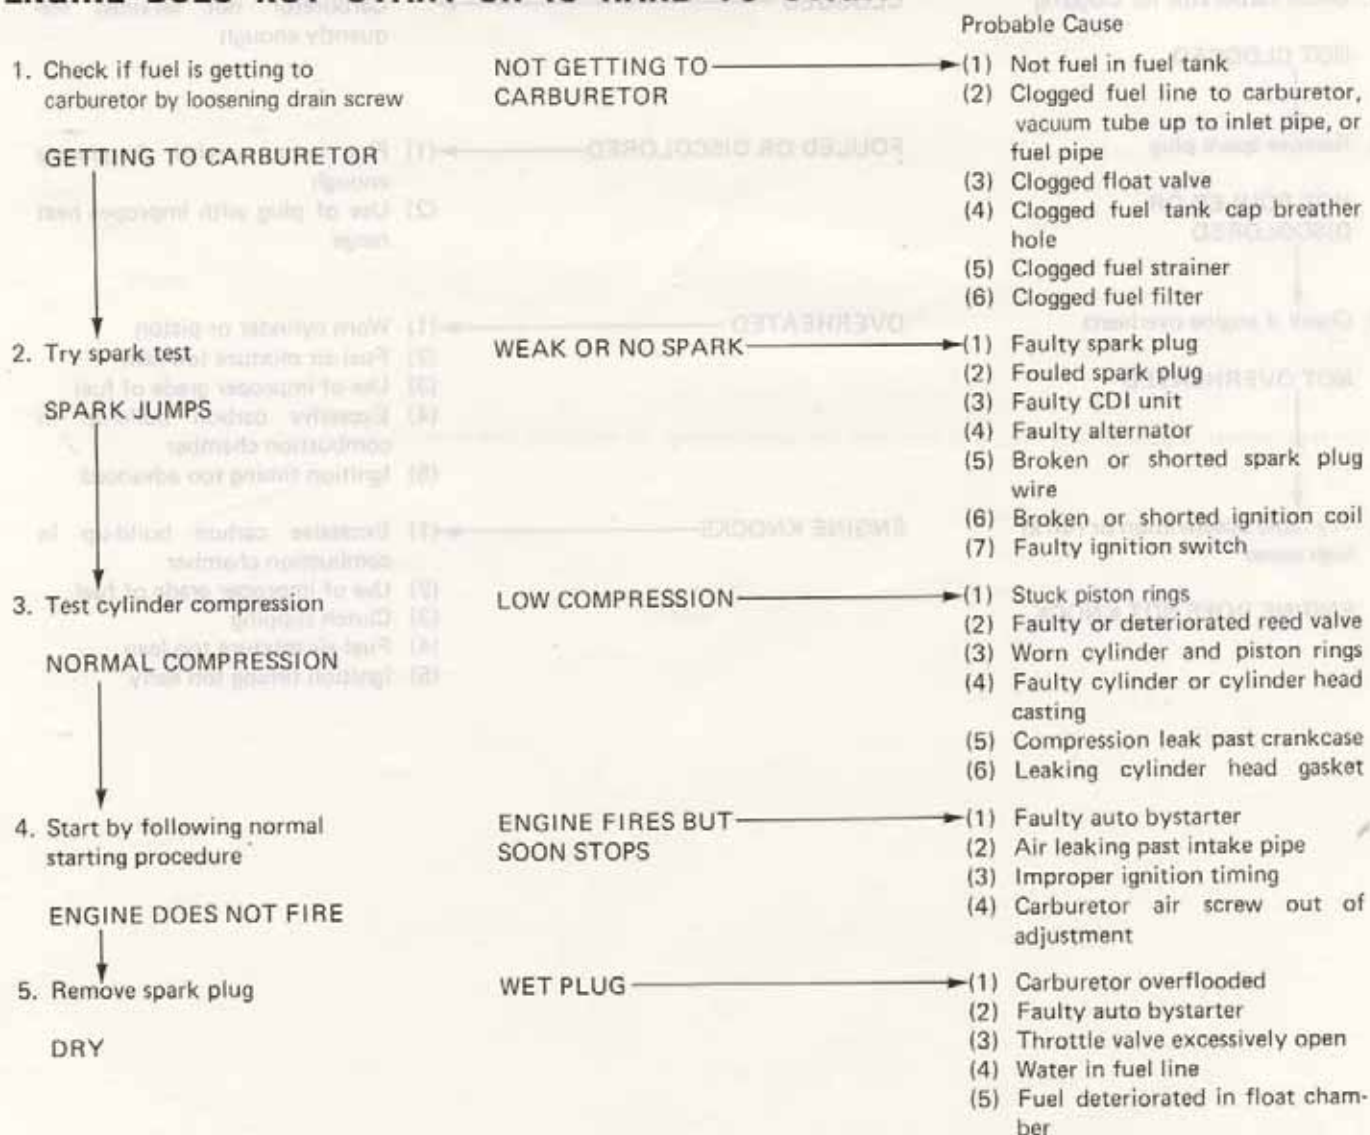 Probable Cause
1. Check if fuel is getting to
carburetor by loosening drain screw
GETTING TO CARBURETOR
NOT GETTING TO
CARBURETOR
(1) Not fuel in fuel tank
(2) Clogged fuel line to carburetor,
vacuum tube up to inlet pipe, or
fuel pipe
(3) Clogged float valve
(4) Clogged fuel tank cap breather
hole
(5) Clogged fuel strainer
(6) Clogged fuel filter
2. Try spark test
SPARK JUMPS
WEAK OR NO SPARK
(1) Faulty spark plug
(2) Fouled spark plug
(3) Faulty CDI unit
(4) Faulty alternator
(5) Broken or shorted spark plug
wire
(6) Broken or shorted ignition coil
(7) Faulty ignition switch
3. Test cylinder compression
NORMAL COMPRESSION
LOW COMPRESSION
(1) Stuck piston rings
(2) Faulty or deteriorated reed valve
(3) Worn cylinder and piston rings
(4) Faulty cylinder or cylinder head
casting
(5) Compression leak past crankcase
(6) Leaking cylinder head gasket
4. Start by following normal
starting procedure
ENGINE DOES NOT FIRE
ENGINE FIRES BUT
SOON STOPS
(1) Faulty auto bystarter
(2) Air leaking past intake pipe
(3) Improper ignition timing
(4) Carburetor air screw out of
adjustment
5. Remove spark plug
DRY
WET PLUG
(1) Carburetor overflooded
(2) Faulty auto bystarter
(3) Throttle valve excessively open
(4) Water in fuel line
(5) Fuel deteriorated in float cham-
ber